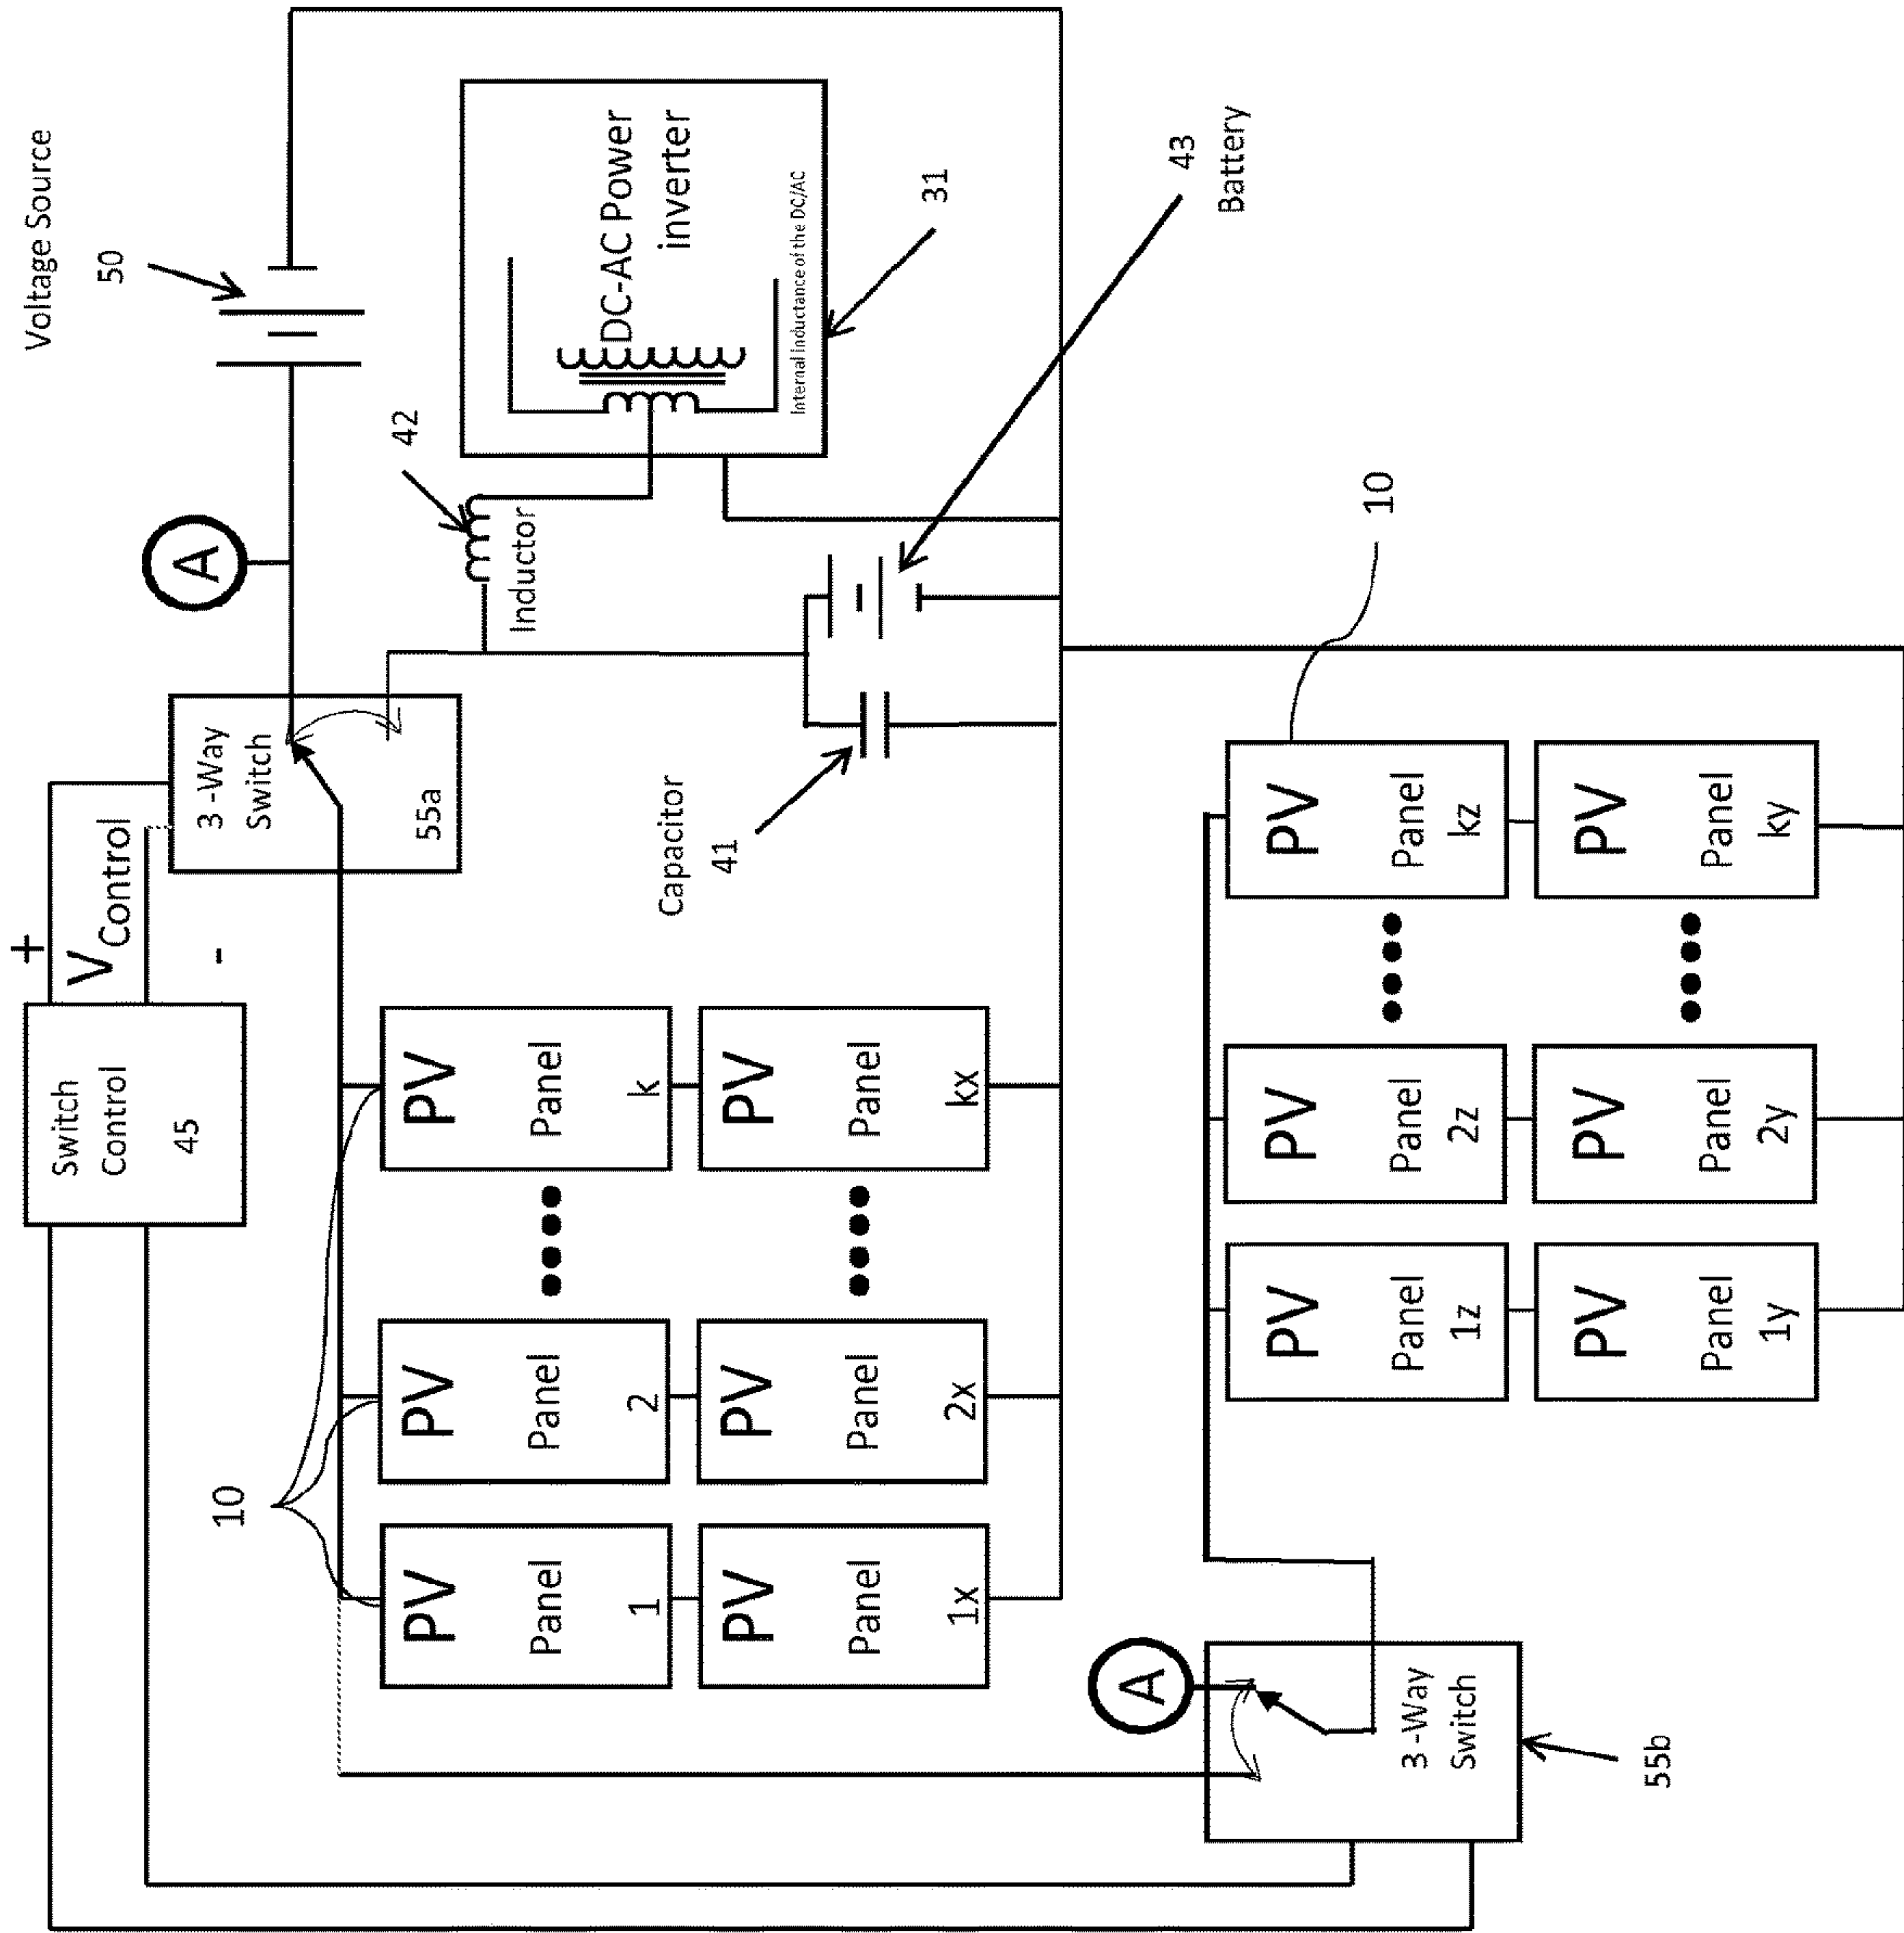 Voltage Source
50
A
+
V Control
-
Switch
Control
45
3 -Way
Switch
55a
42
Inductor
DC-AC Power
inverter
Internal inductance of the DC/AC
31
43
Battery
Capacitor
41
10
PV
Panel
1
PV
Panel
2
PV
Panel
k
PV
Panel
1x
PV
Panel
2x
PV
Panel
kx
10
PV
Panel
1z
PV
Panel
2z
PV
Panel
kz
PV
Panel
1y
PV
Panel
2y
PV
Panel
ky
A
3 -Way
Switch
55b